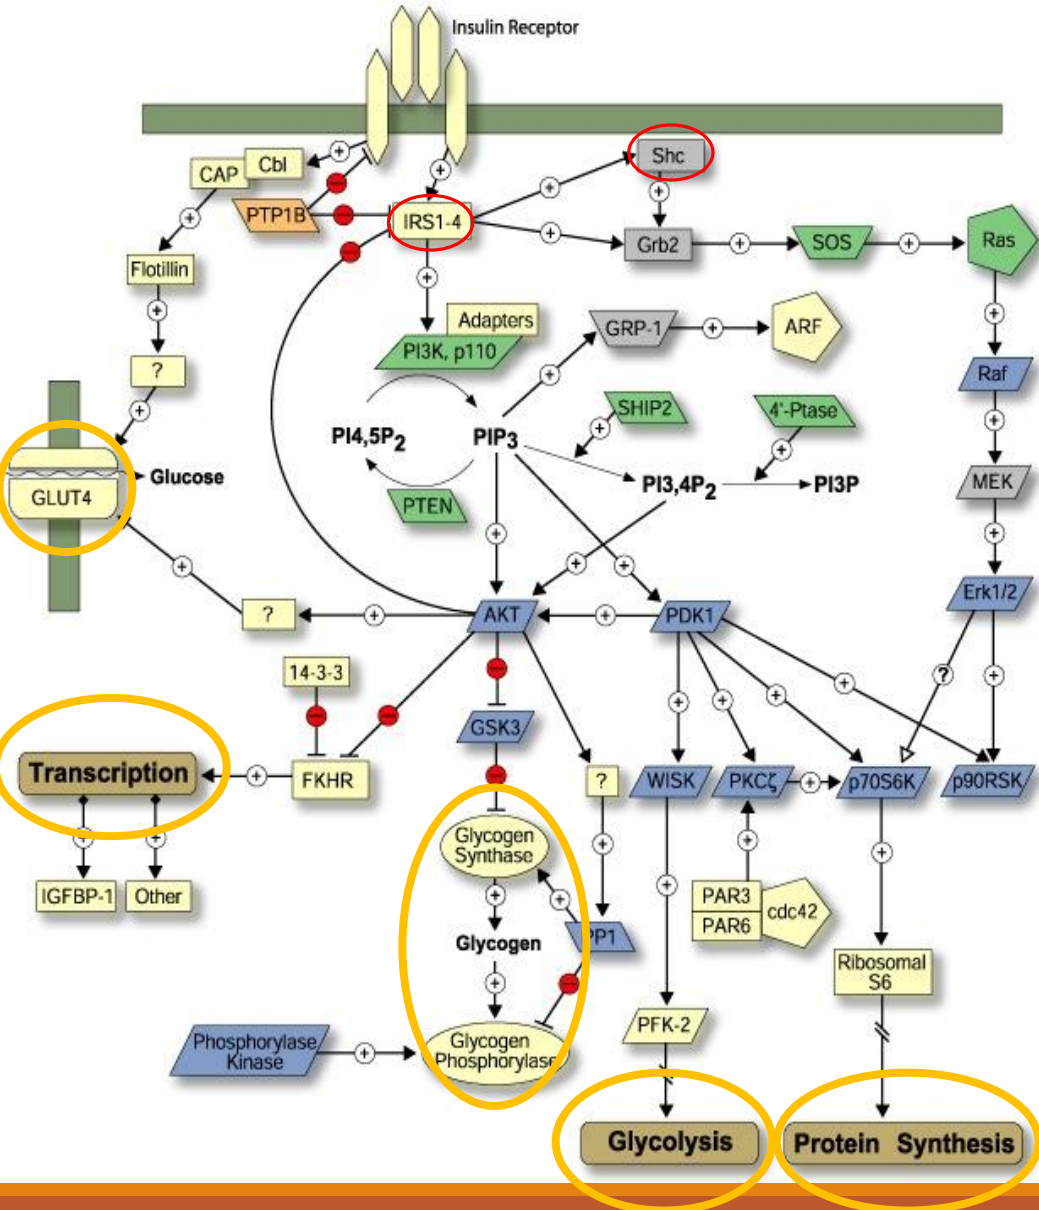 Insulin Receptor
Shc
Cbl
CAP
PTP1B
IRS1-4
Grb2
SOS
Ras
Flotillin
Adapters
PI3K, p110
GRP-1
ARF
?
Raf
SHIP2
4'-Ptase
PI4,5P2
PIP3
Glucose
GLUT4
PI3,4P2
PI3P
MEK
PTEN
Erk1/2
?
AKT
PDK1
14-3-3
?
GSK3
Transcription
FKHR
?
WISK
PKCζ
p70S6K
p90RSK
Glycogen
Synthase
IGFBP-1
Other
PAR3
cdc42
PAR6
Glycogen
PP1
Ribosomal
S6
PFK-2
Phosphorylase
Kinase
Glycogen
Phosphorylase
Glycolysis
Protein Synthesis